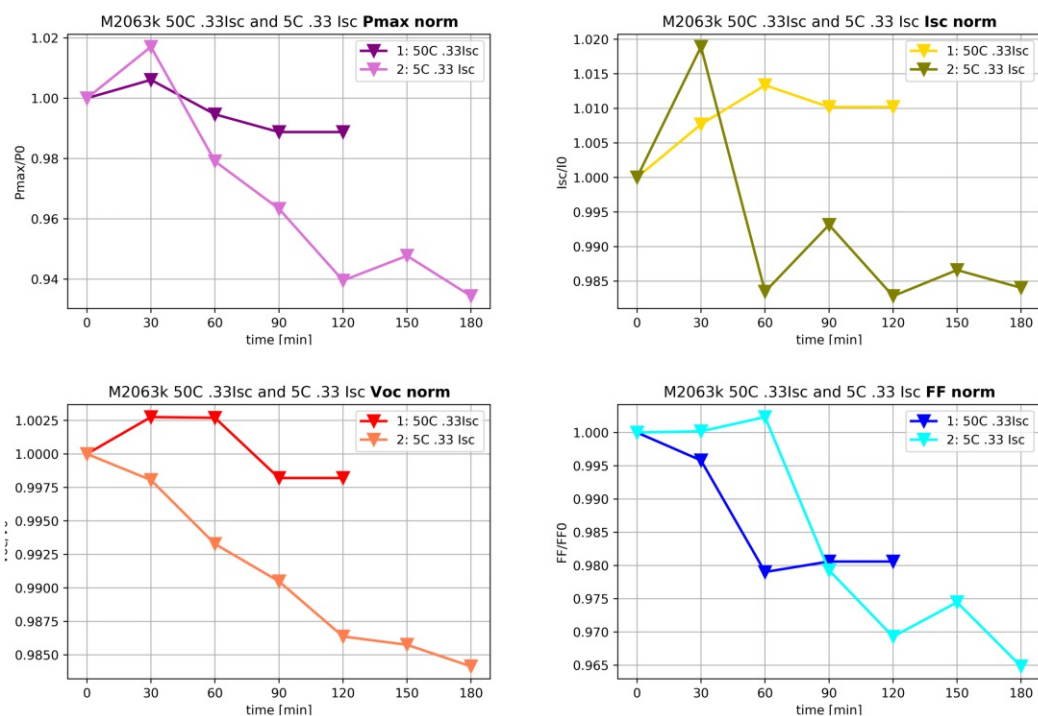 M2063k 50C .33Isc and 5C .33 Isc Pmax norm
1.02
1.00
0.98
0.96
0.94
Pmax/P0
1: 50C .33Isc
2: 5C .33 Isc
0 30 60 90 120 150 180
time [min]
M2063k 50C .33Isc and 5C .33 Isc Isc norm
1.020
1.015
1.010
1.005
1.000
0.995
0.990
0.985
Isc/I0
1: 50C .33Isc
2: 5C .33 Isc
0 30 60 90 120 150 180
time [min]
M2063k 50C .33Isc and 5C .33 Isc Voc norm
1.0025
1.0000
0.9975
0.9950
0.9925
0.9900
0.9875
0.9850
1: 50C .33Isc
2: 5C .33 Isc
0 30 60 90 120 150 180
time [min]
M2063k 50C .33Isc and 5C .33 Isc FF norm
1.000
0.995
0.990
0.985
0.980
0.975
0.970
0.965
FF/FF0
1: 50C .33Isc
2: 5C .33 Isc
0 30 60 90 120 150 180
time [min]